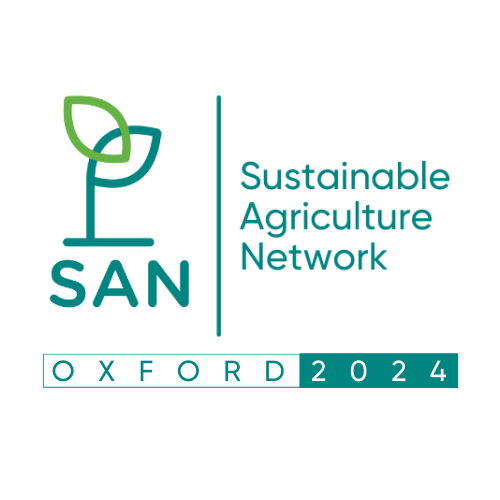 SAN
Sustainable
Agriculture
Network
OXFORD 2024